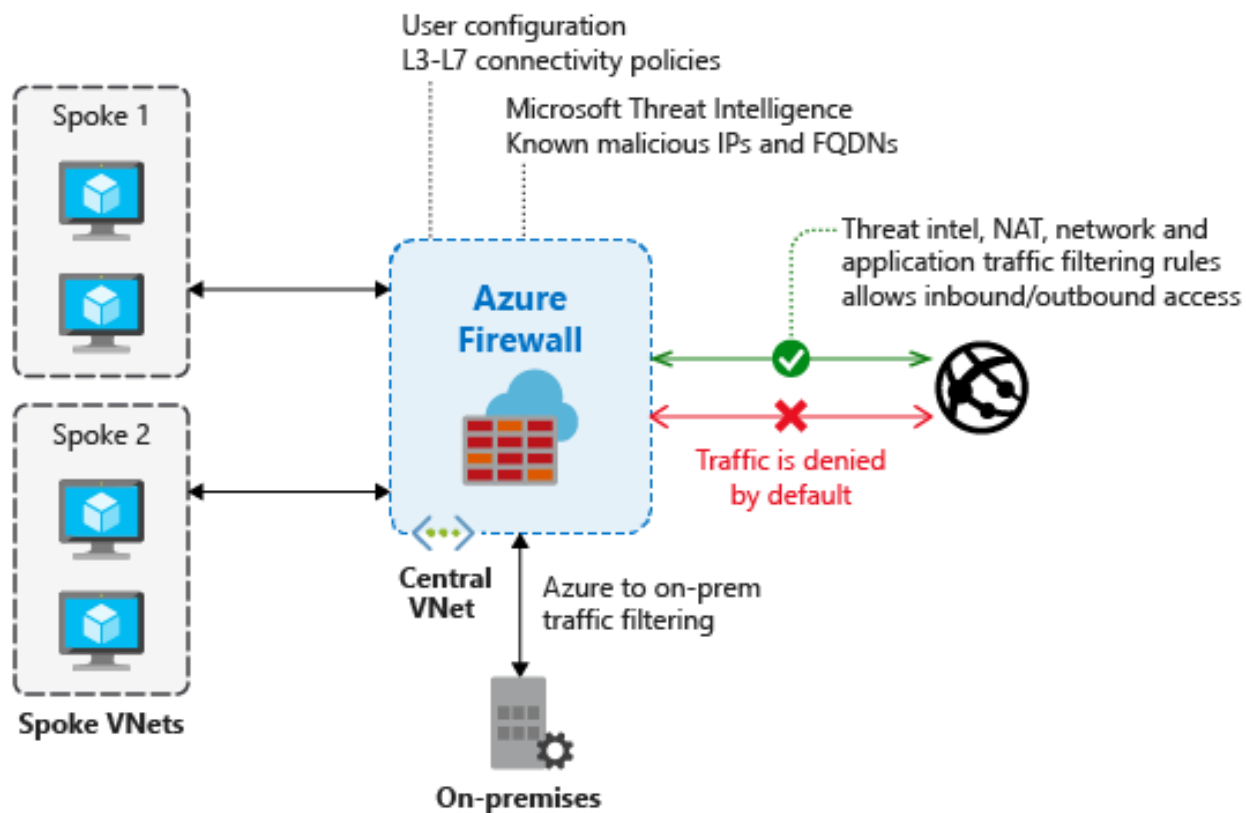 User configuration
L3-L7 connectivity policies
Microsoft Threat Intelligence
Known malicious IPs and FQDNs
Spoke 1
Threat intel, NAT, network and
application traffic filtering rules
allows inbound/outbound access
Azure
Firewall
Traffic is denied
by default
Spoke 2
Central
VNet
Azure to on-prem
traffic filtering
Spoke VNets
On-premises